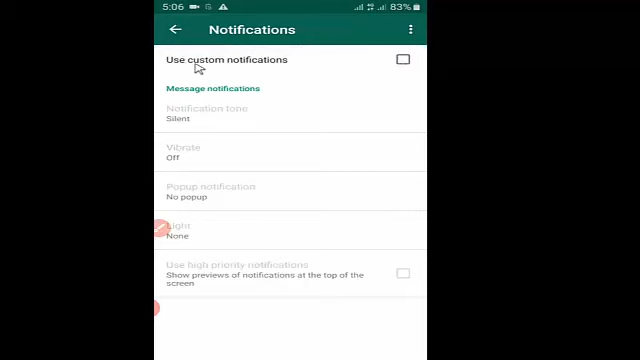 5:06
83%
Notifications
Use custom notifications
Message notifications
Notification tone
Silent
Vibrate
Off
Popup notification
No popup
Light
None
Use high priority notifications
Show previews of notifications at the top of the
screen